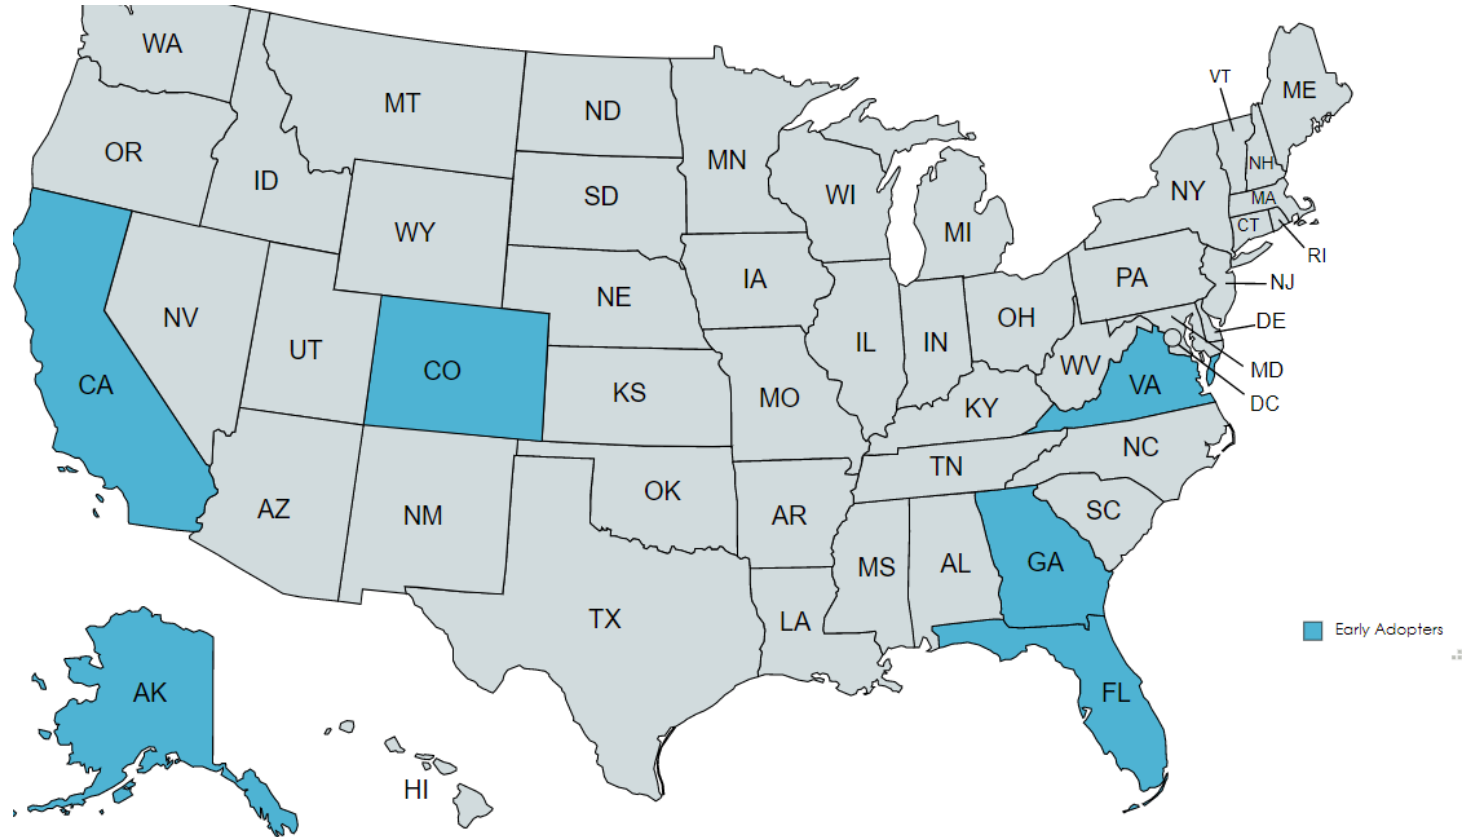 WA
MT
ND
MN
VT
ME
OR
ID
SD
WI
NY
NH
MA
WY
MI
CT
RI
IA
PA
NJ
NE
NV
UT
IL
IN
OH
DE
CO
WV
MD
CA
KS
MO
VA
DC
KY
TN
NC
AZ
NM
OK
AR
SC
MS
AL
GA
TX
LA
Early Adopters
AK
FL
HI